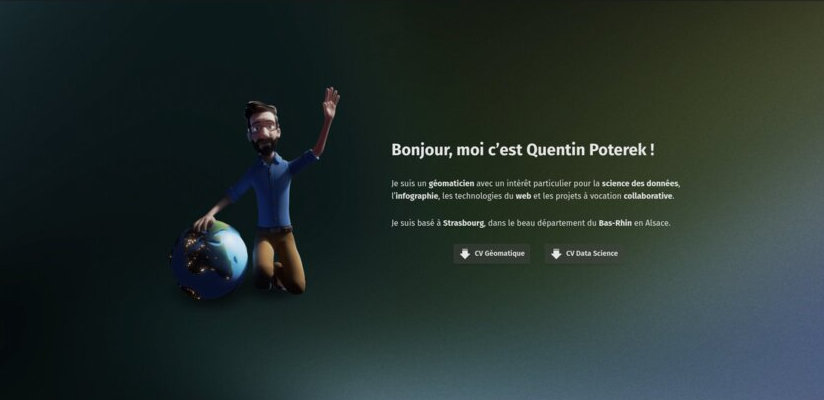 Bonjour, moi c’est Quentin Poterek !
Je suis un géomaticien avec un intérêt particulier pour la science des données,
l’infographie, les technologies du web et les projets à vocation collaborative.
Je suis basé à Strasbourg, dans le beau département du Bas-Rhin en Alsace.
CV Géomatique
CV Data Science